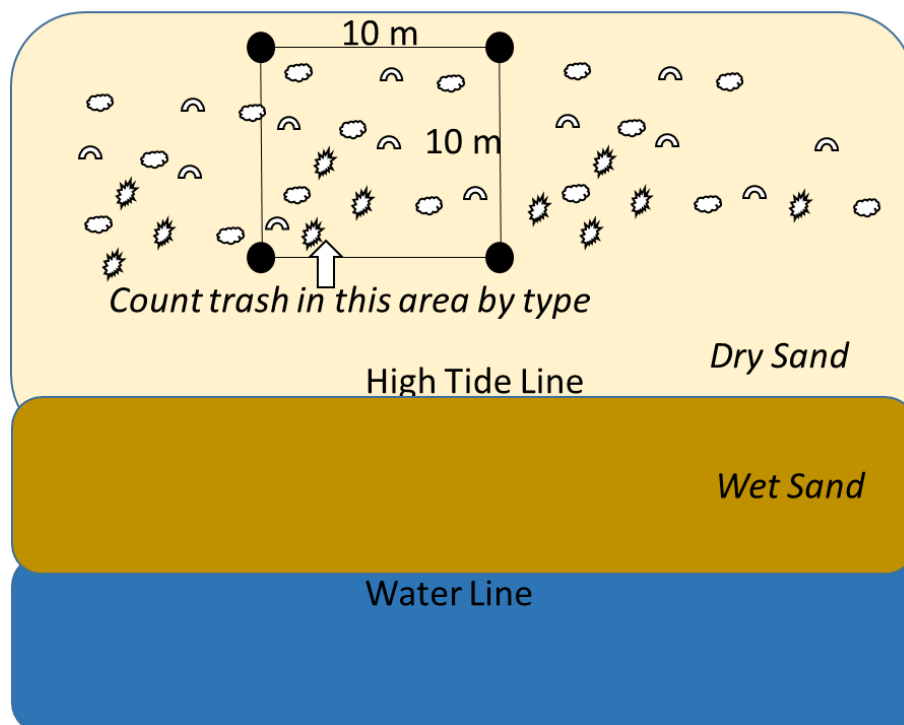 10 m
10 m
Count trash in this area by type
Dry Sand
High Tide Line
Wet Sand
Water Line